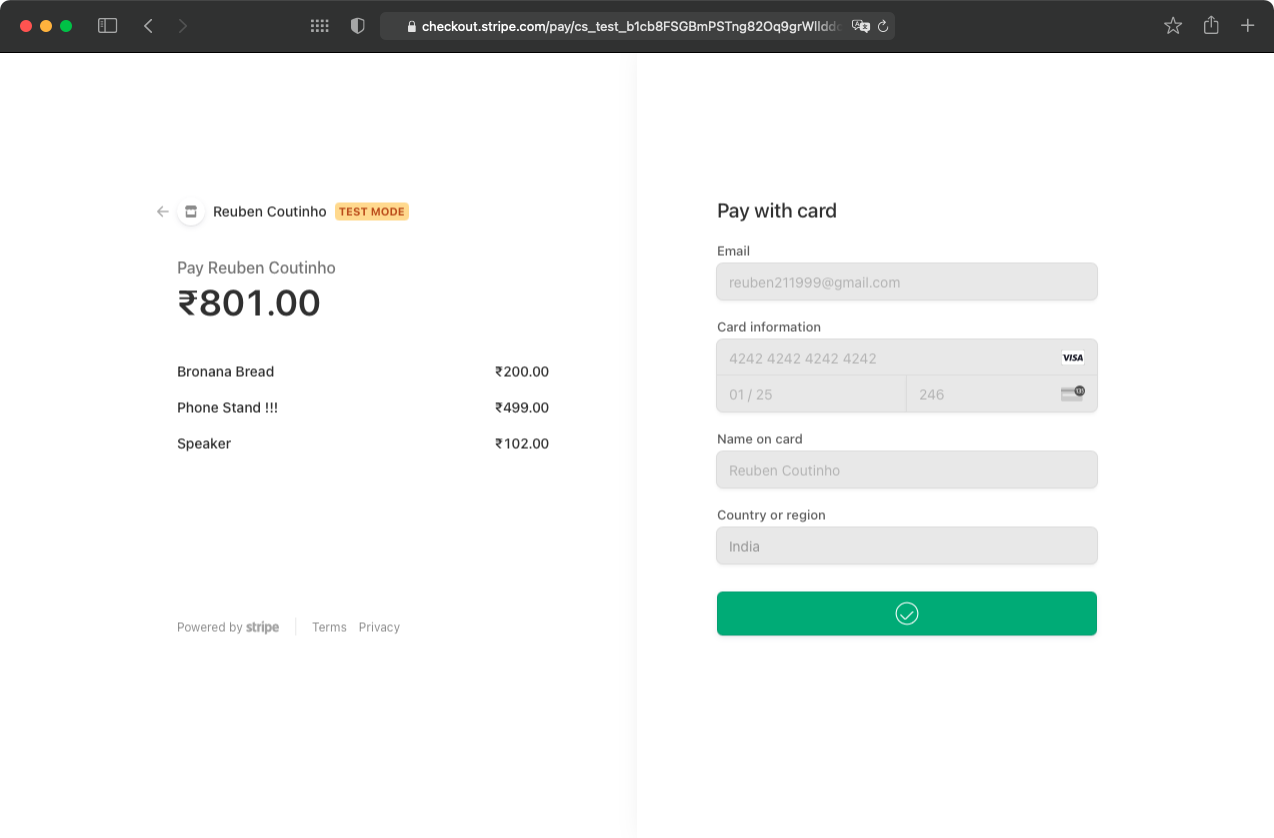 checkout.stripe.com/pay/cs_test_b1cb8FSGBmPSTng82Oq9grWlldd
Reuben Coutinho TEST MODE
Pay Reuben Coutinho
₹801.00
Bronana Bread ₹200.00
Phone Stand !!! ₹499.00
Speaker ₹102.00
Powered by stripe Terms Privacy
Pay with card
Email
reuben211999@gmail.com
Card information
4242 4242 4242 4242 VISA
01 / 25 246
Name on card
Reuben Coutinho
Country or region
India